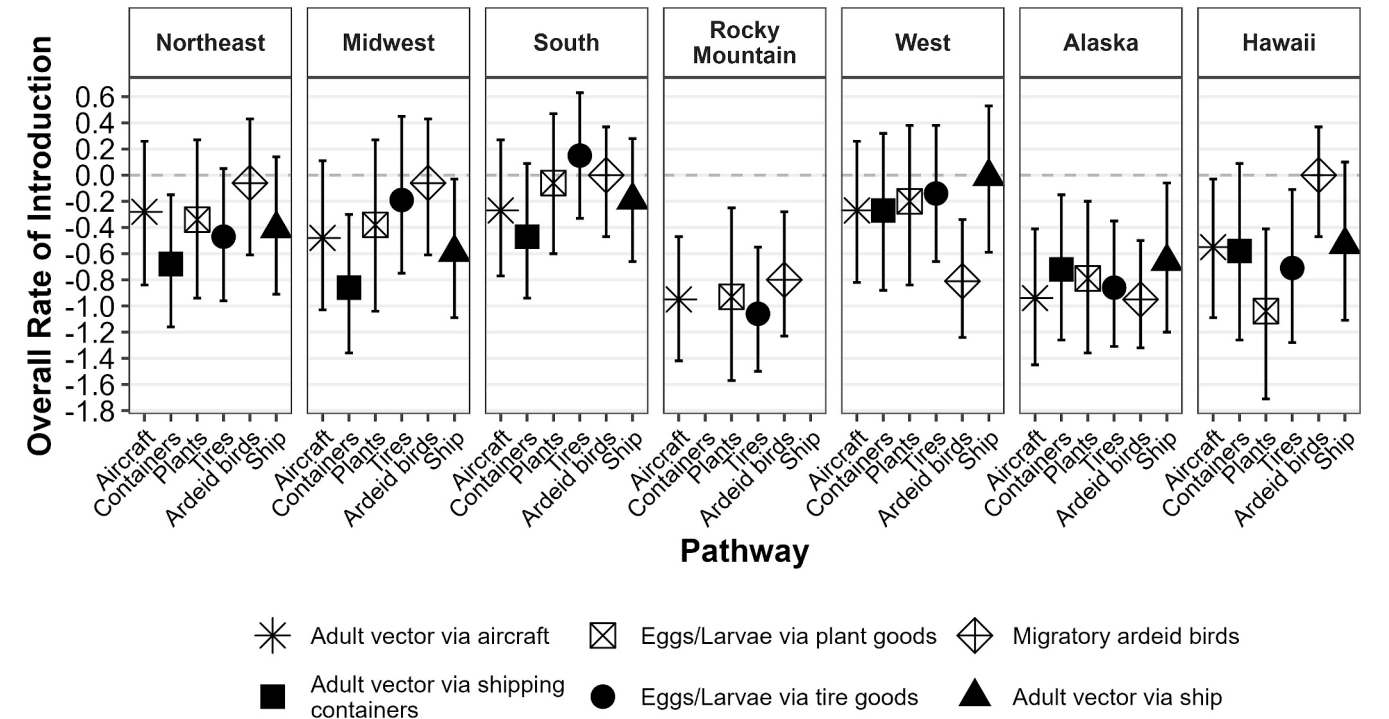 Northeast
Midwest
South
Rocky
Mountain
West
Alaska
Hawaii
Overall Rate of Introduction
0.6
0.4
0.2
0.0
-0.2
-0.4
-0.6
-0.8
-1.0
-1.2
-1.4
-1.6
-1.8
Aircraft
Containers
Plants
Tires
Ardeid birds
Ship
Aircraft
Containers
Plants
Tires
Ardeid birds
Ship
Aircraft
Containers
Plants
Tires
Ardeid birds
Ship
Aircraft
Containers
Plants
Tires
Ardeid birds
Ship
Aircraft
Containers
Plants
Tires
Ardeid birds
Ship
Aircraft
Containers
Plants
Tires
Ardeid birds
Ship
Aircraft
Containers
Plants
Tires
Ardeid birds
Ship
Pathway
Adult vector via aircraft
Eggs/Larvae via plant goods
Migratory ardeid birds
Adult vector via shipping
containers
Eggs/Larvae via tire goods
Adult vector via ship